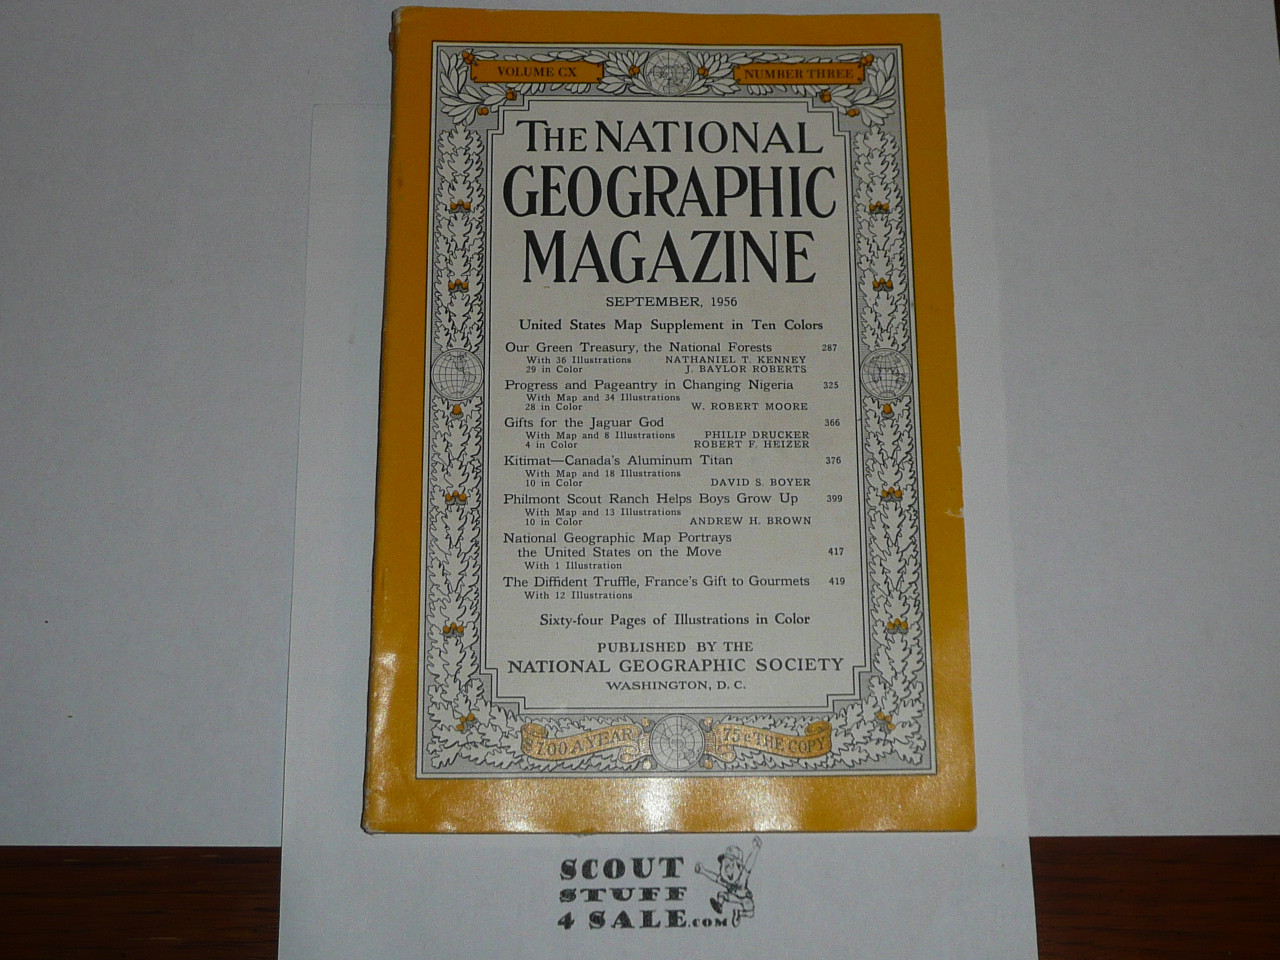 VOLUME CX NUMBER THREE
THE NATIONAL
GEOGRAPHIC
MAGAZINE
SEPTEMBER, 1956
United States Map Supplement in Ten Colors
Our Green Treasury, the National Forests 287
With 36 Illustrations NATHANIEL T. KENNEY
29 in Color J. BAYLOR ROBERTS
Progress and Pageantry in Changing Nigeria 325
With Map and 34 Illustrations
28 in Color W. ROBERT MOORE
Gifts for the Jaguar God 366
With Map and 8 Illustrations PHILIP DRUCKER
4 in Color ROBERT F. HEIZER
Kitimat—Canada's Aluminum Titan 376
With Map and 18 Illustrations
10 in Color DAVID S. BOYER
Philmont Scout Ranch Helps Boys Grow Up 399
With Map and 13 Illustrations
10 in Color ANDREW H. BROWN
National Geographic Map Portrays
the United States on the Move 417
With 1 Illustration
The Diffident Truffle, France's Gift to Gourmets 419
With 12 Illustrations
Sixty-four Pages of Illustrations in Color
PUBLISHED BY THE
NATIONAL GEOGRAPHIC SOCIETY
WASHINGTON, D. C.
$7.00 A YEAR 75¢ THE COPY
SCOUT
STUFF
4 SALE.COM